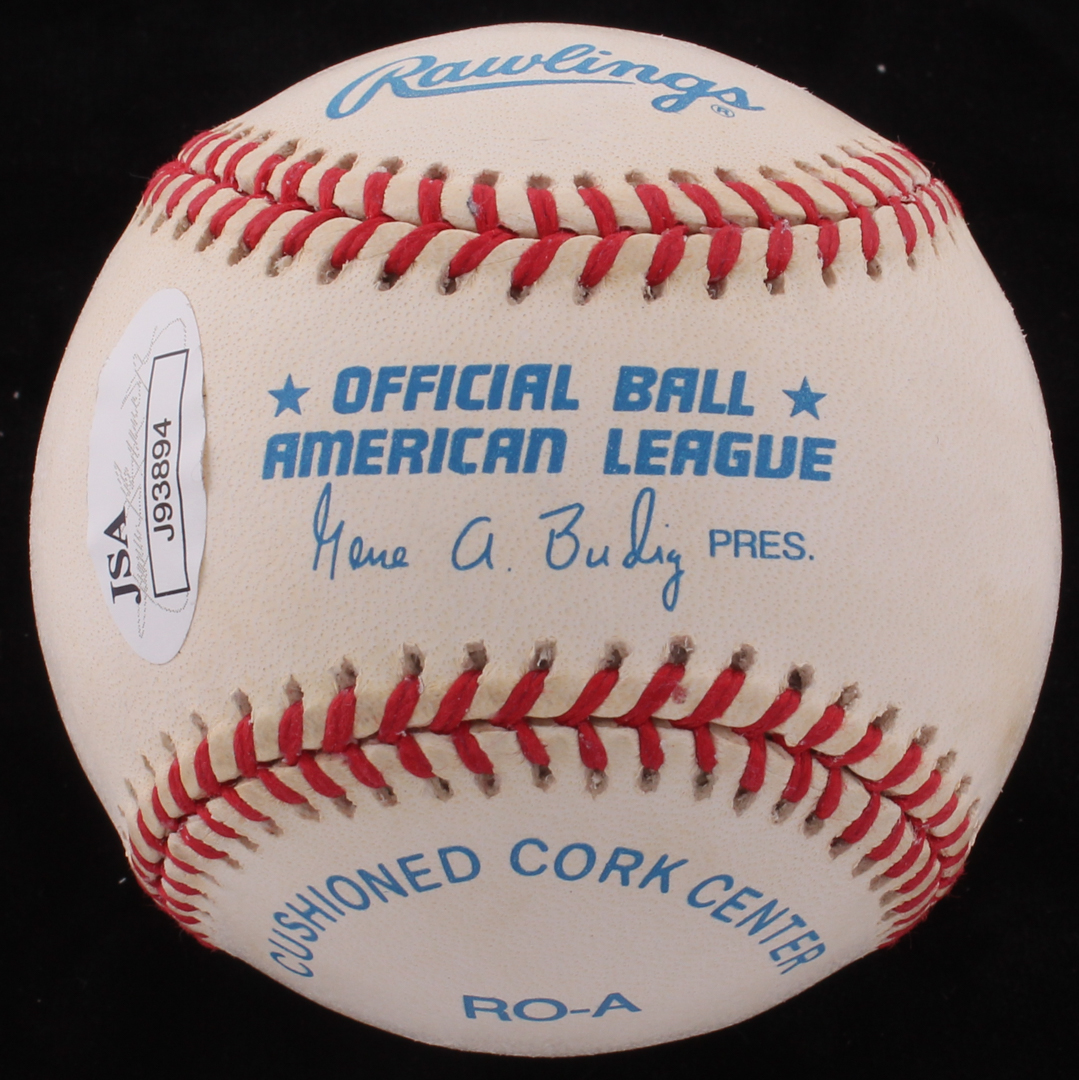 Rawlings®
★ OFFICIAL BALL ★
AMERICAN LEAGUE
Gene A. Budig PRES.
JSA
J93894
CUSHIONED CORK CENTER
RO-A